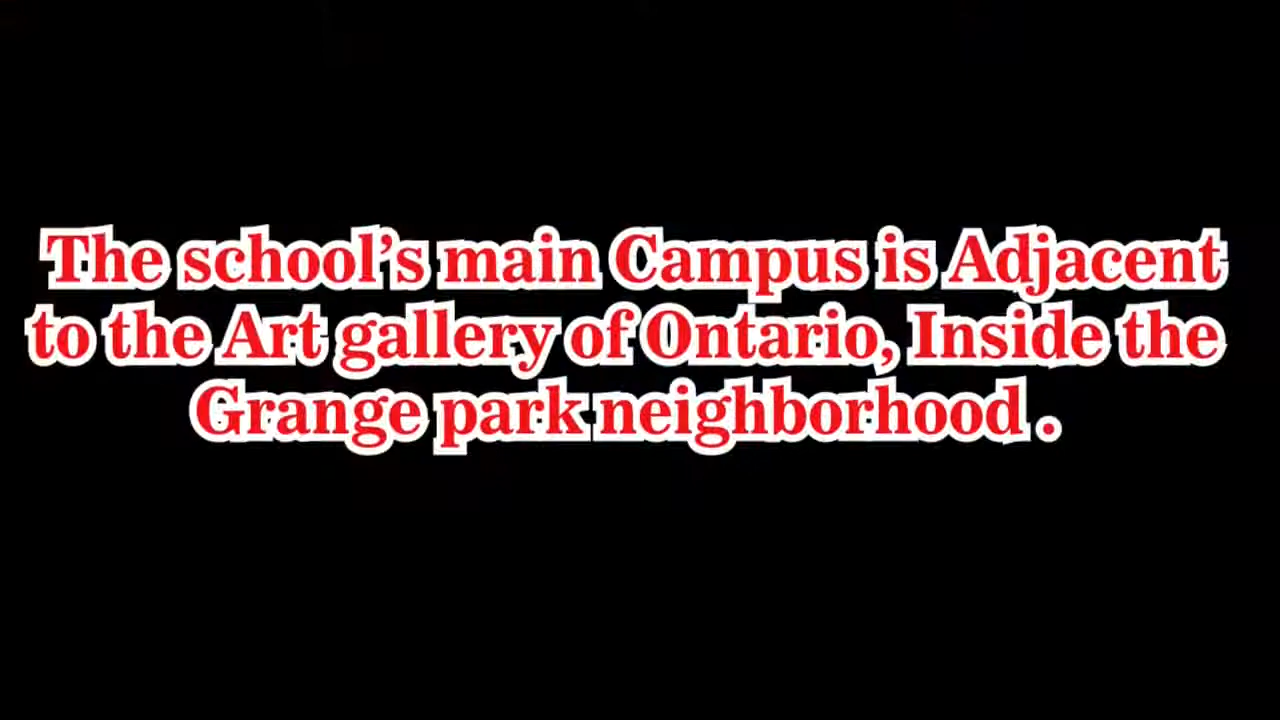 The school’s main Campus is Adjacent
to the Art gallery of Ontario, Inside the
Grange park neighborhood .